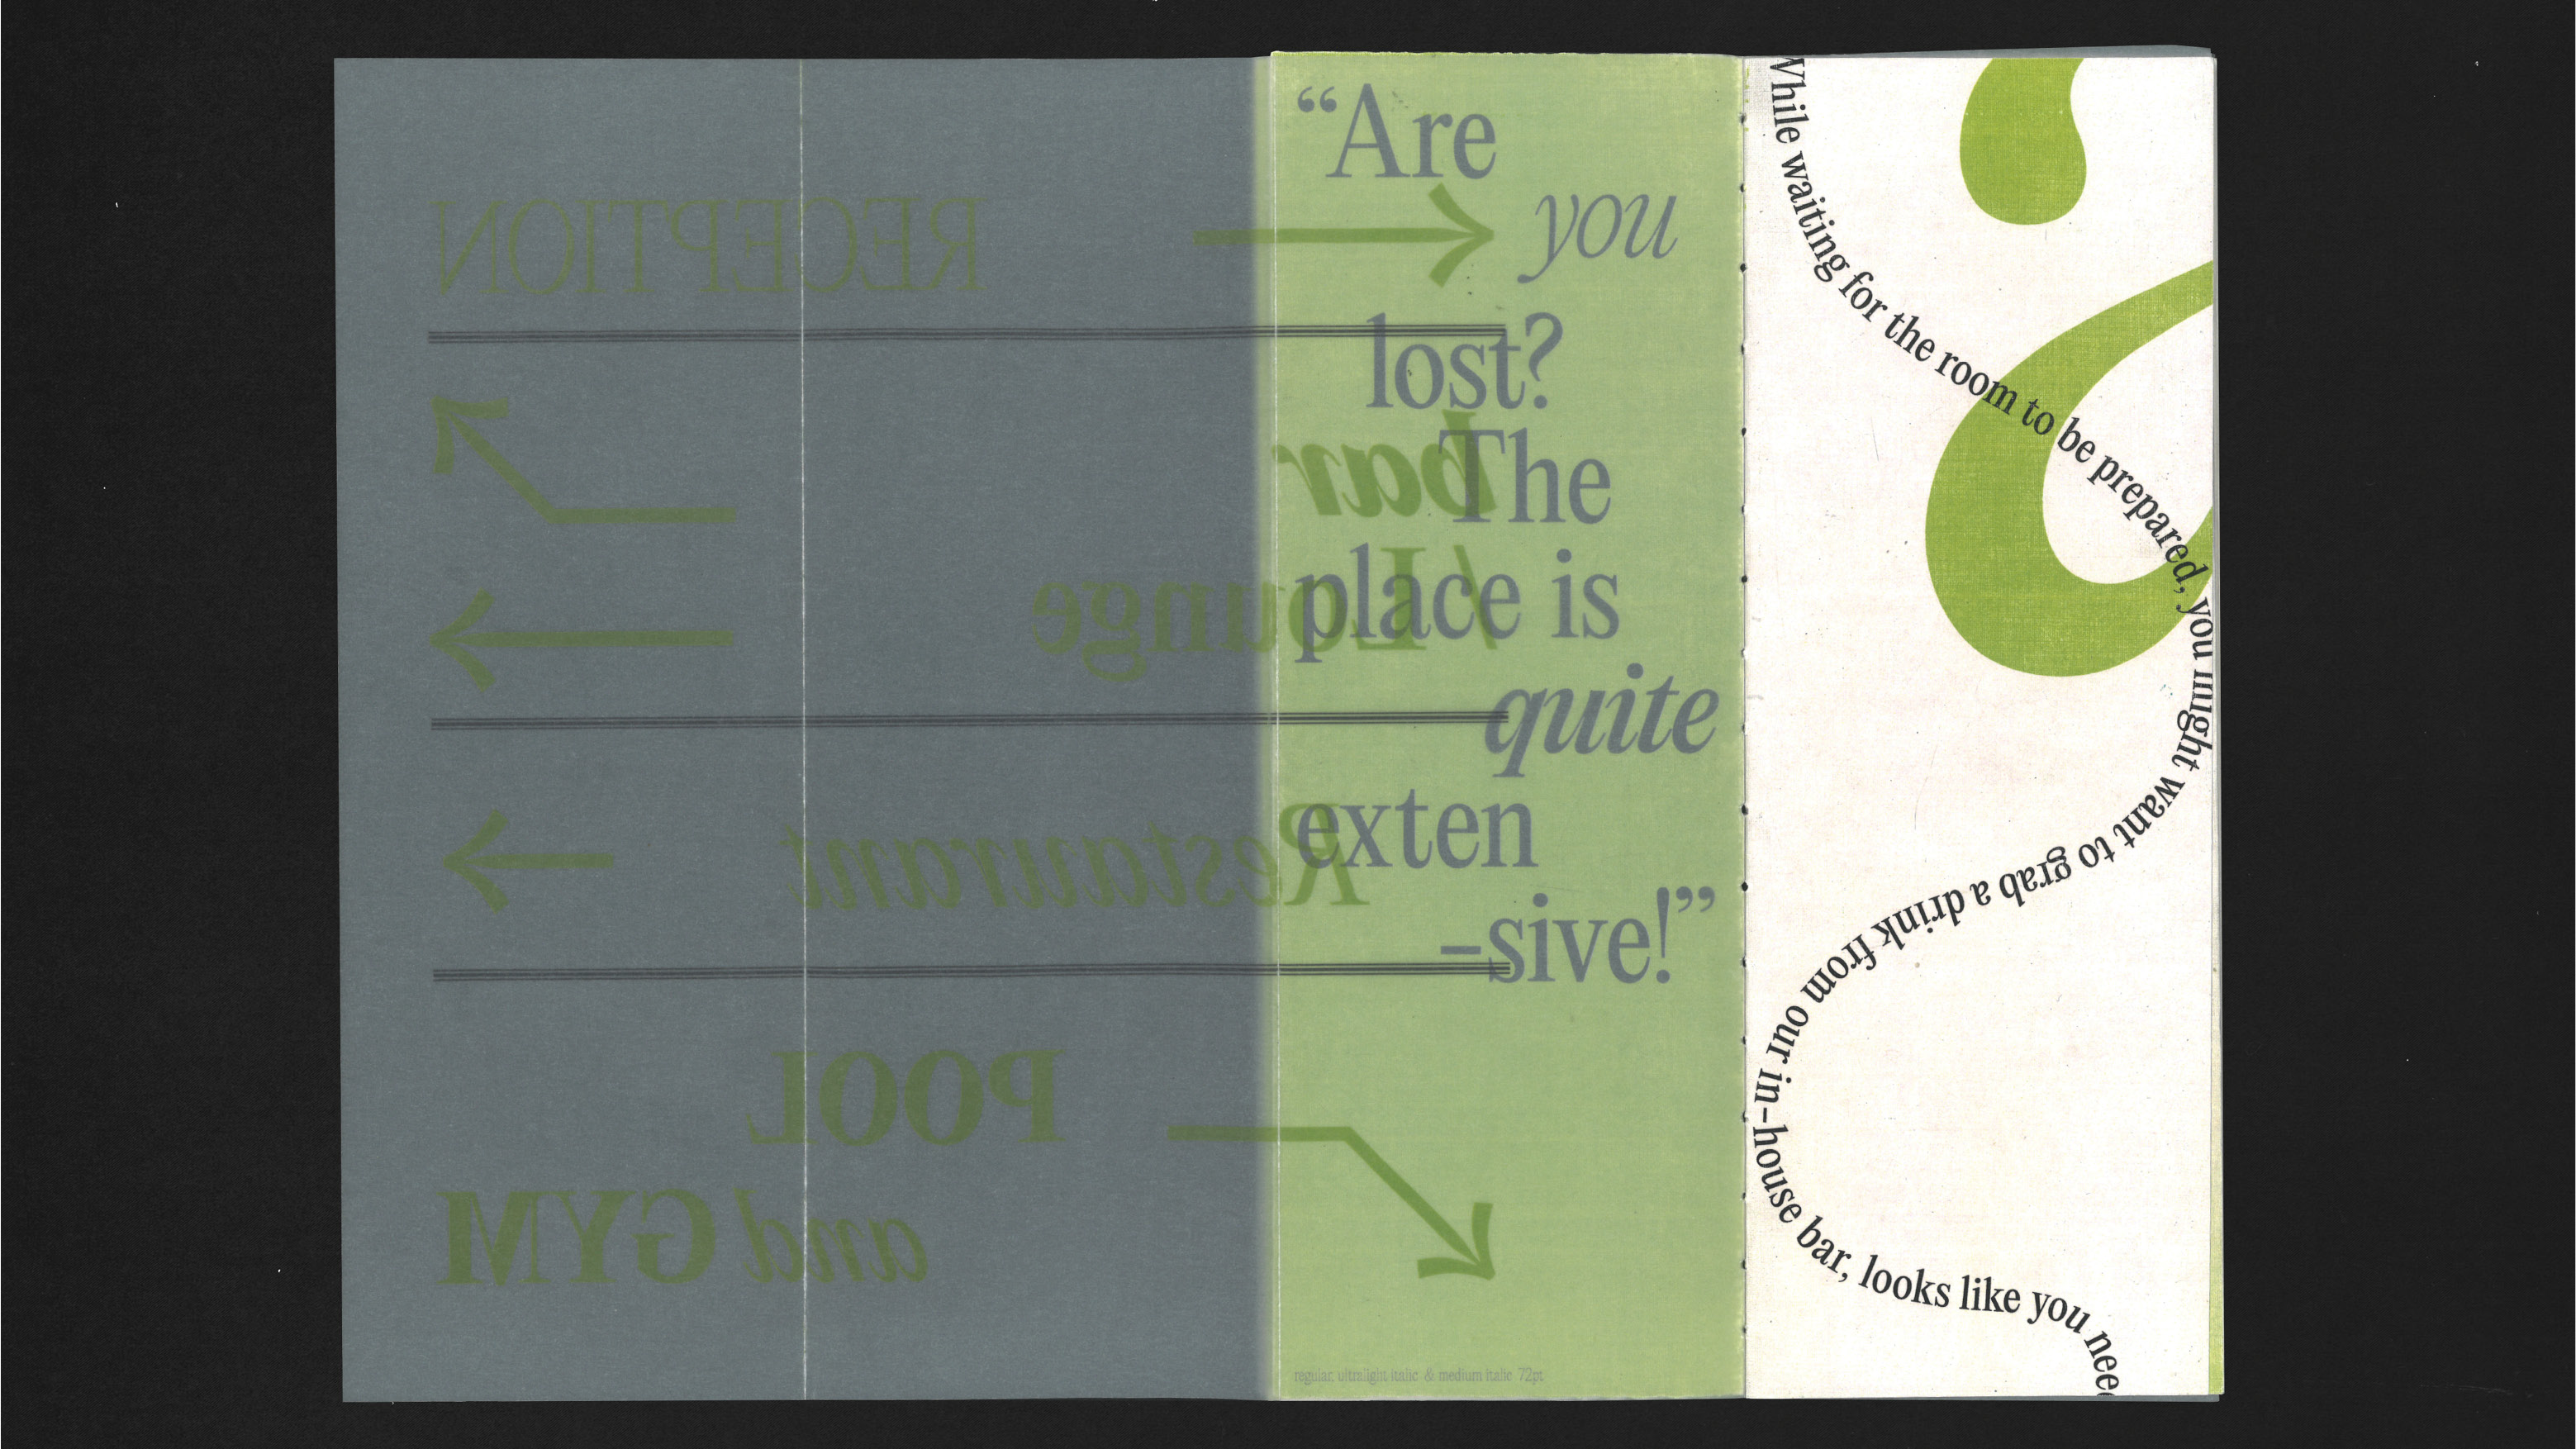 RECEPTION
bar
/ Lounge
Restaurant
POOL
and GYM
“Are
you
lost?
The
place is
quite
exten
-sive!”
regular, ultralight italic & medium italic 72pt
While waiting for the room to be prepared, you might want to grab a drink from our in-house bar, looks like you need